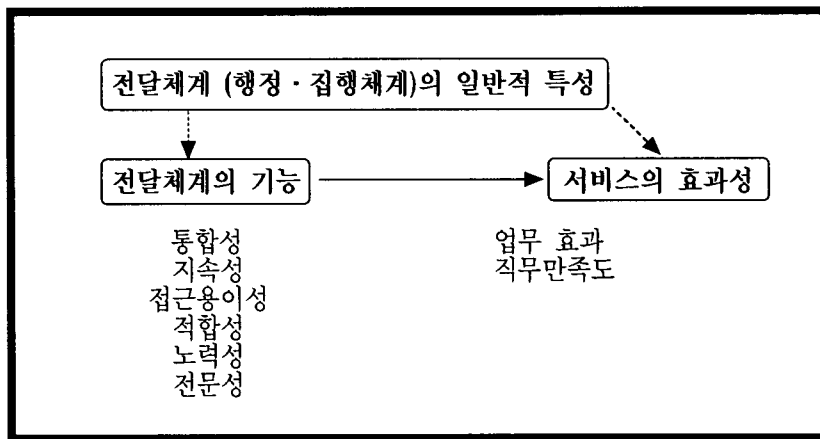 전달체계 (행정 · 집행체계)의 일반적 특성
전달체계의 기능
서비스의 효과성
통합성
지속성
접근용이성
적합성
노력성
전문성
업무 효과
직무만족도